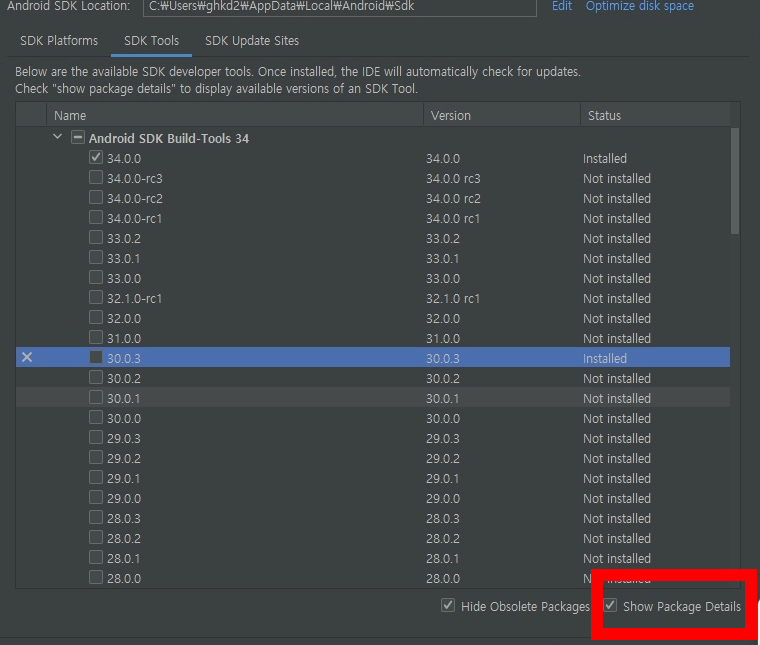 Android SDK Location: C:₩Users₩ghkd2₩AppData₩Local₩Android₩Sdk Edit Optimize disk space
SDK Platforms SDK Tools SDK Update Sites
Below are the available SDK developer tools. Once installed, the IDE will automatically check for updates.
Check "show package details" to display available versions of an SDK Tool.
Name Version Status
Android SDK Build-Tools 34
34.0.0 34.0.0 Installed
34.0.0-rc3 34.0.0 rc3 Not installed
34.0.0-rc2 34.0.0 rc2 Not installed
34.0.0-rc1 34.0.0 rc1 Not installed
33.0.2 33.0.2 Not installed
33.0.1 33.0.1 Not installed
33.0.0 33.0.0 Not installed
32.1.0-rc1 32.1.0 rc1 Not installed
32.0.0 32.0.0 Not installed
31.0.0 31.0.0 Not installed
30.0.3 30.0.3 Installed
30.0.2 30.0.2 Not installed
30.0.1 30.0.1 Not installed
30.0.0 30.0.0 Not installed
29.0.3 29.0.3 Not installed
29.0.2 29.0.2 Not installed
29.0.1 29.0.1 Not installed
29.0.0 29.0.0 Not installed
28.0.3 28.0.3 Not installed
28.0.2 28.0.2 Not installed
28.0.1 28.0.1 Not installed
28.0.0 28.0.0 Not installed
Hide Obsolete Packages Show Package Details